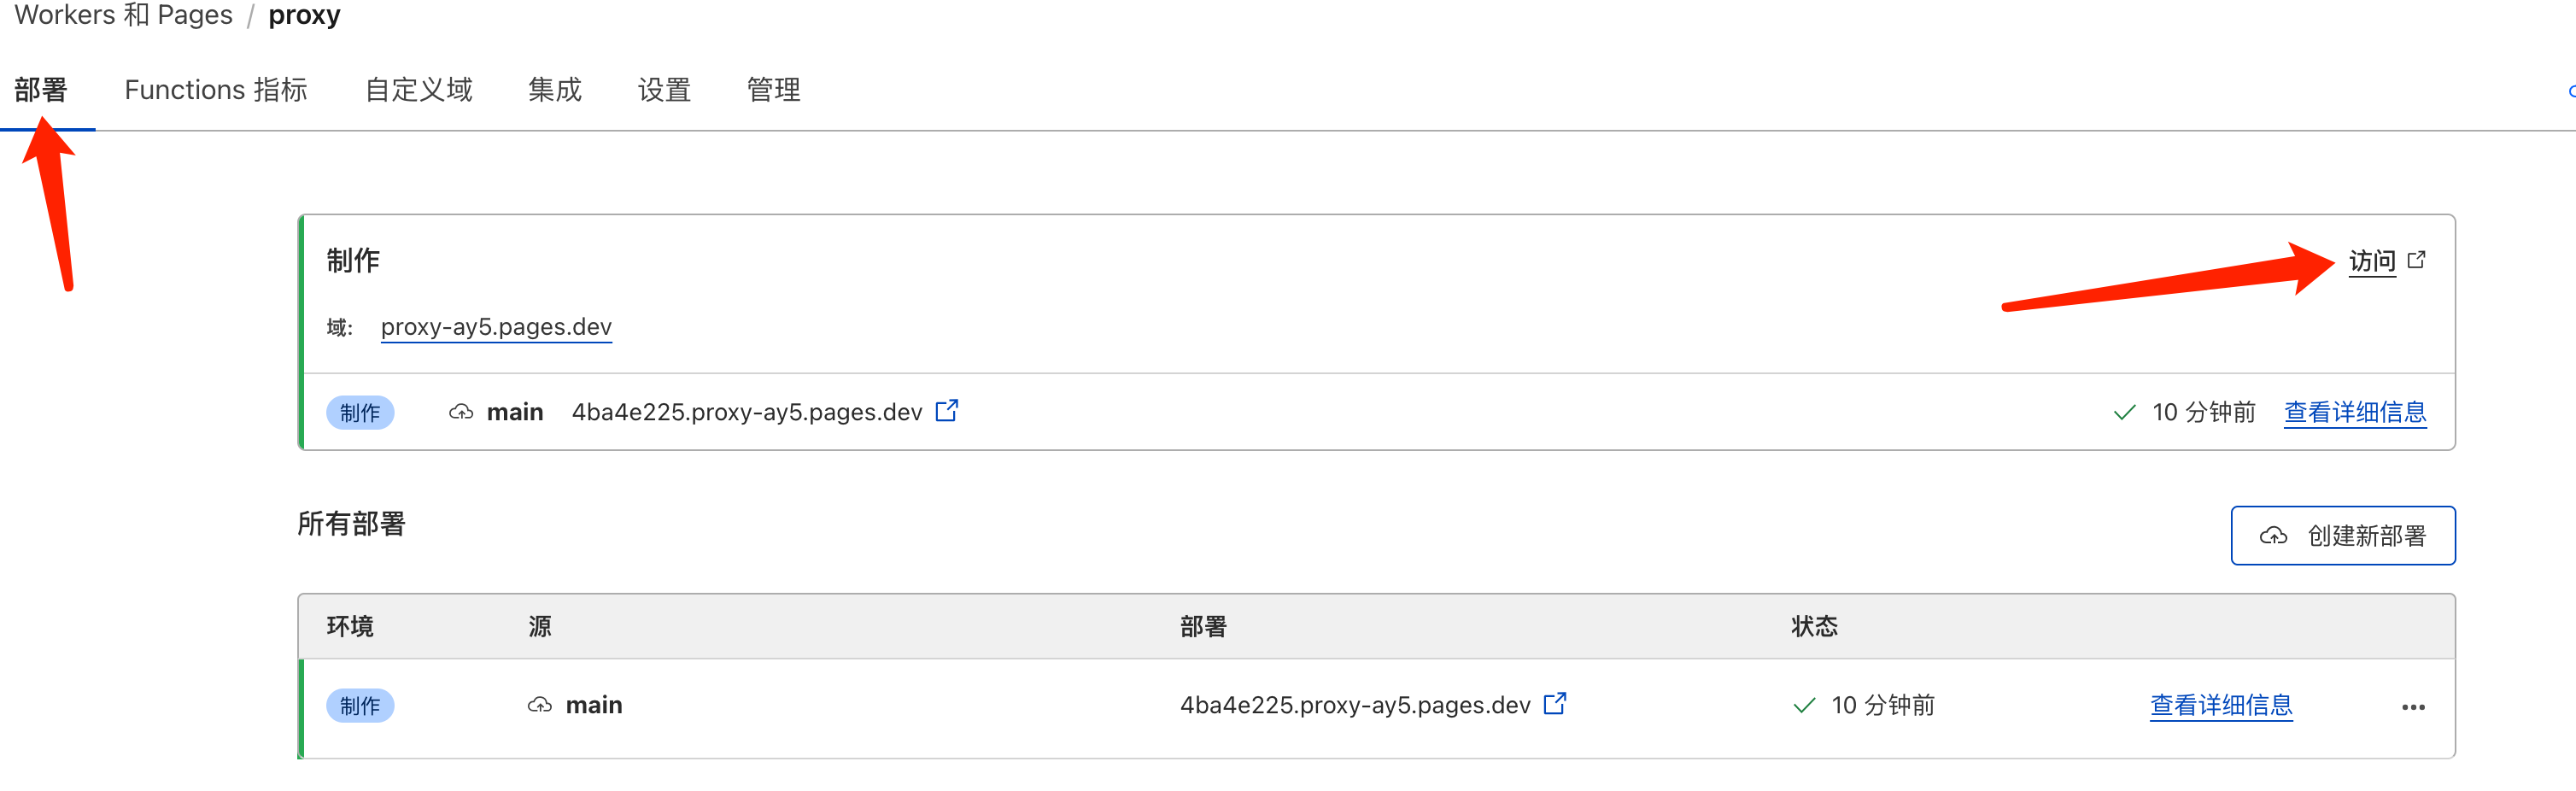 Workers 和 Pages / proxy
部署 Functions 指标 自定义域 集成 设置 管理
制作 访问
域: proxy-ay5.pages.dev
制作 main 4ba4e225.proxy-ay5.pages.dev 10 分钟前 查看详细信息
所有部署 创建新部署
环境 源 部署 状态
制作 main 4ba4e225.proxy-ay5.pages.dev 10 分钟前 查看详细信息 ...